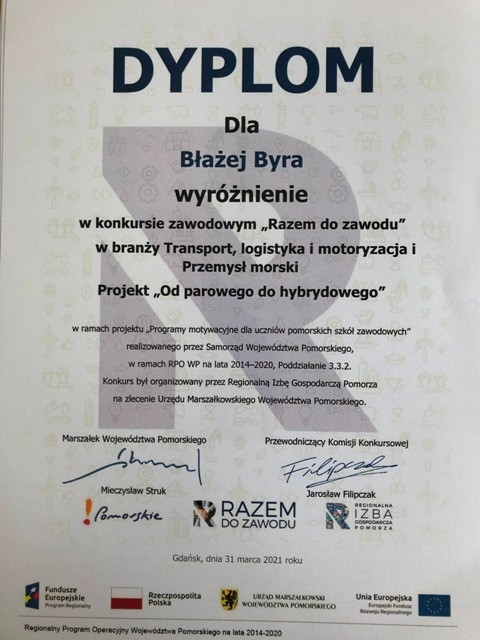 DYPLOM
Dla
Błażej Byra
wyróżnienie
w konkursie zawodowym „Razem do zawodu”
w branży Transport, logistyka i motoryzacja i
Przemysł morski
Projekt „Od parowego do hybrydowego”
w ramach projektu „Programy motywacyjne dla uczniów pomorskich szkół zawodowych”
realizowanego przez Samorząd Województwa Pomorskiego,
w ramach RPO WP na lata 2014–2020, Poddziałanie 3.3.2.
Konkurs był organizowany przez Regionalną Izbę Gospodarczą Pomorza
na zlecenie Urzędu Marszałkowskiego Województwa Pomorskiego.
Marszałek Województwa Pomorskiego
Przewodniczący Komisji Konkursowej
Filipczak
Mieczysław Struk
Jarosław Filipczak
Pomorskie
RAZEM
DO ZAWODU
REGIONALNA
IZBA
GOSPODARCZA
POMORZA
Gdańsk, dnia 31 marca 2021 roku
Fundusze
Europejskie
Program Regionalny
Rzeczpospolita
Polska
URZĄD MARSZAŁKOWSKI
WOJEWÓDZTWA POMORSKIEGO
Unia Europejska
Europejski Fundusz
Rozwoju Regionalnego
Regionalny Program Operacyjny Województwa Pomorskiego na lata 2014-2020